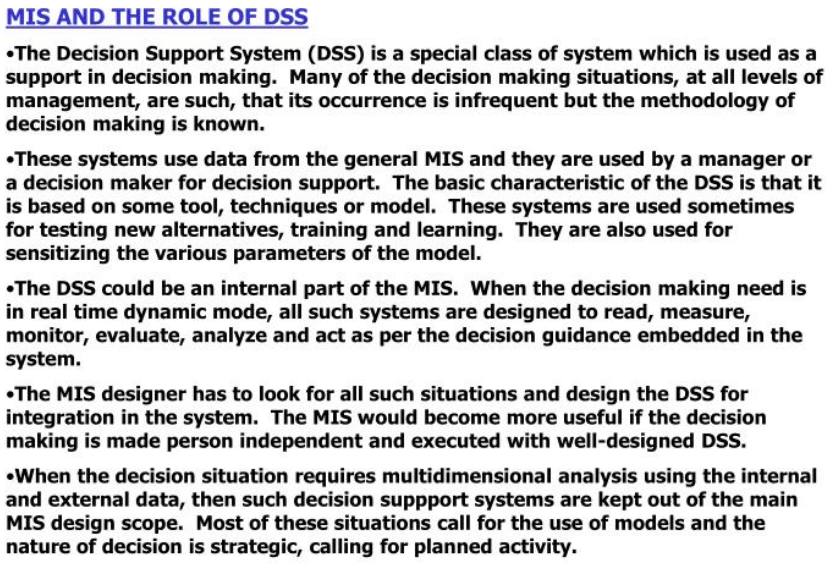 MIS AND THE ROLE OF DSS
•The Decision Support System (DSS) is a special class of system which is used as a
support in decision making.  Many of the decision making situations, at all levels of
management, are such, that its occurrence is infrequent but the methodology of
decision making is known.
•These systems use data from the general MIS and they are used by a manager or
a decision maker for decision support.  The basic characteristic of the DSS is that it
is based on some tool, techniques or model.  These systems are used sometimes
for testing new alternatives, training and learning.  They are also used for
sensitizing the various parameters of the model.
•The DSS could be an internal part of the MIS.  When the decision making need is
in real time dynamic mode, all such systems are designed to read, measure,
monitor, evaluate, analyze and act as per the decision guidance embedded in the
system.
•The MIS designer has to look for all such situations and design the DSS for
integration in the system.  The MIS would become more useful if the decision
making is made person independent and executed with well-designed DSS.
•When the decision situation requires multidimensional analysis using the internal
and external data, then such decision suppport systems are kept out of the main
MIS design scope.  Most of these situations call for the use of models and the
nature of decision is strategic, calling for planned activity.